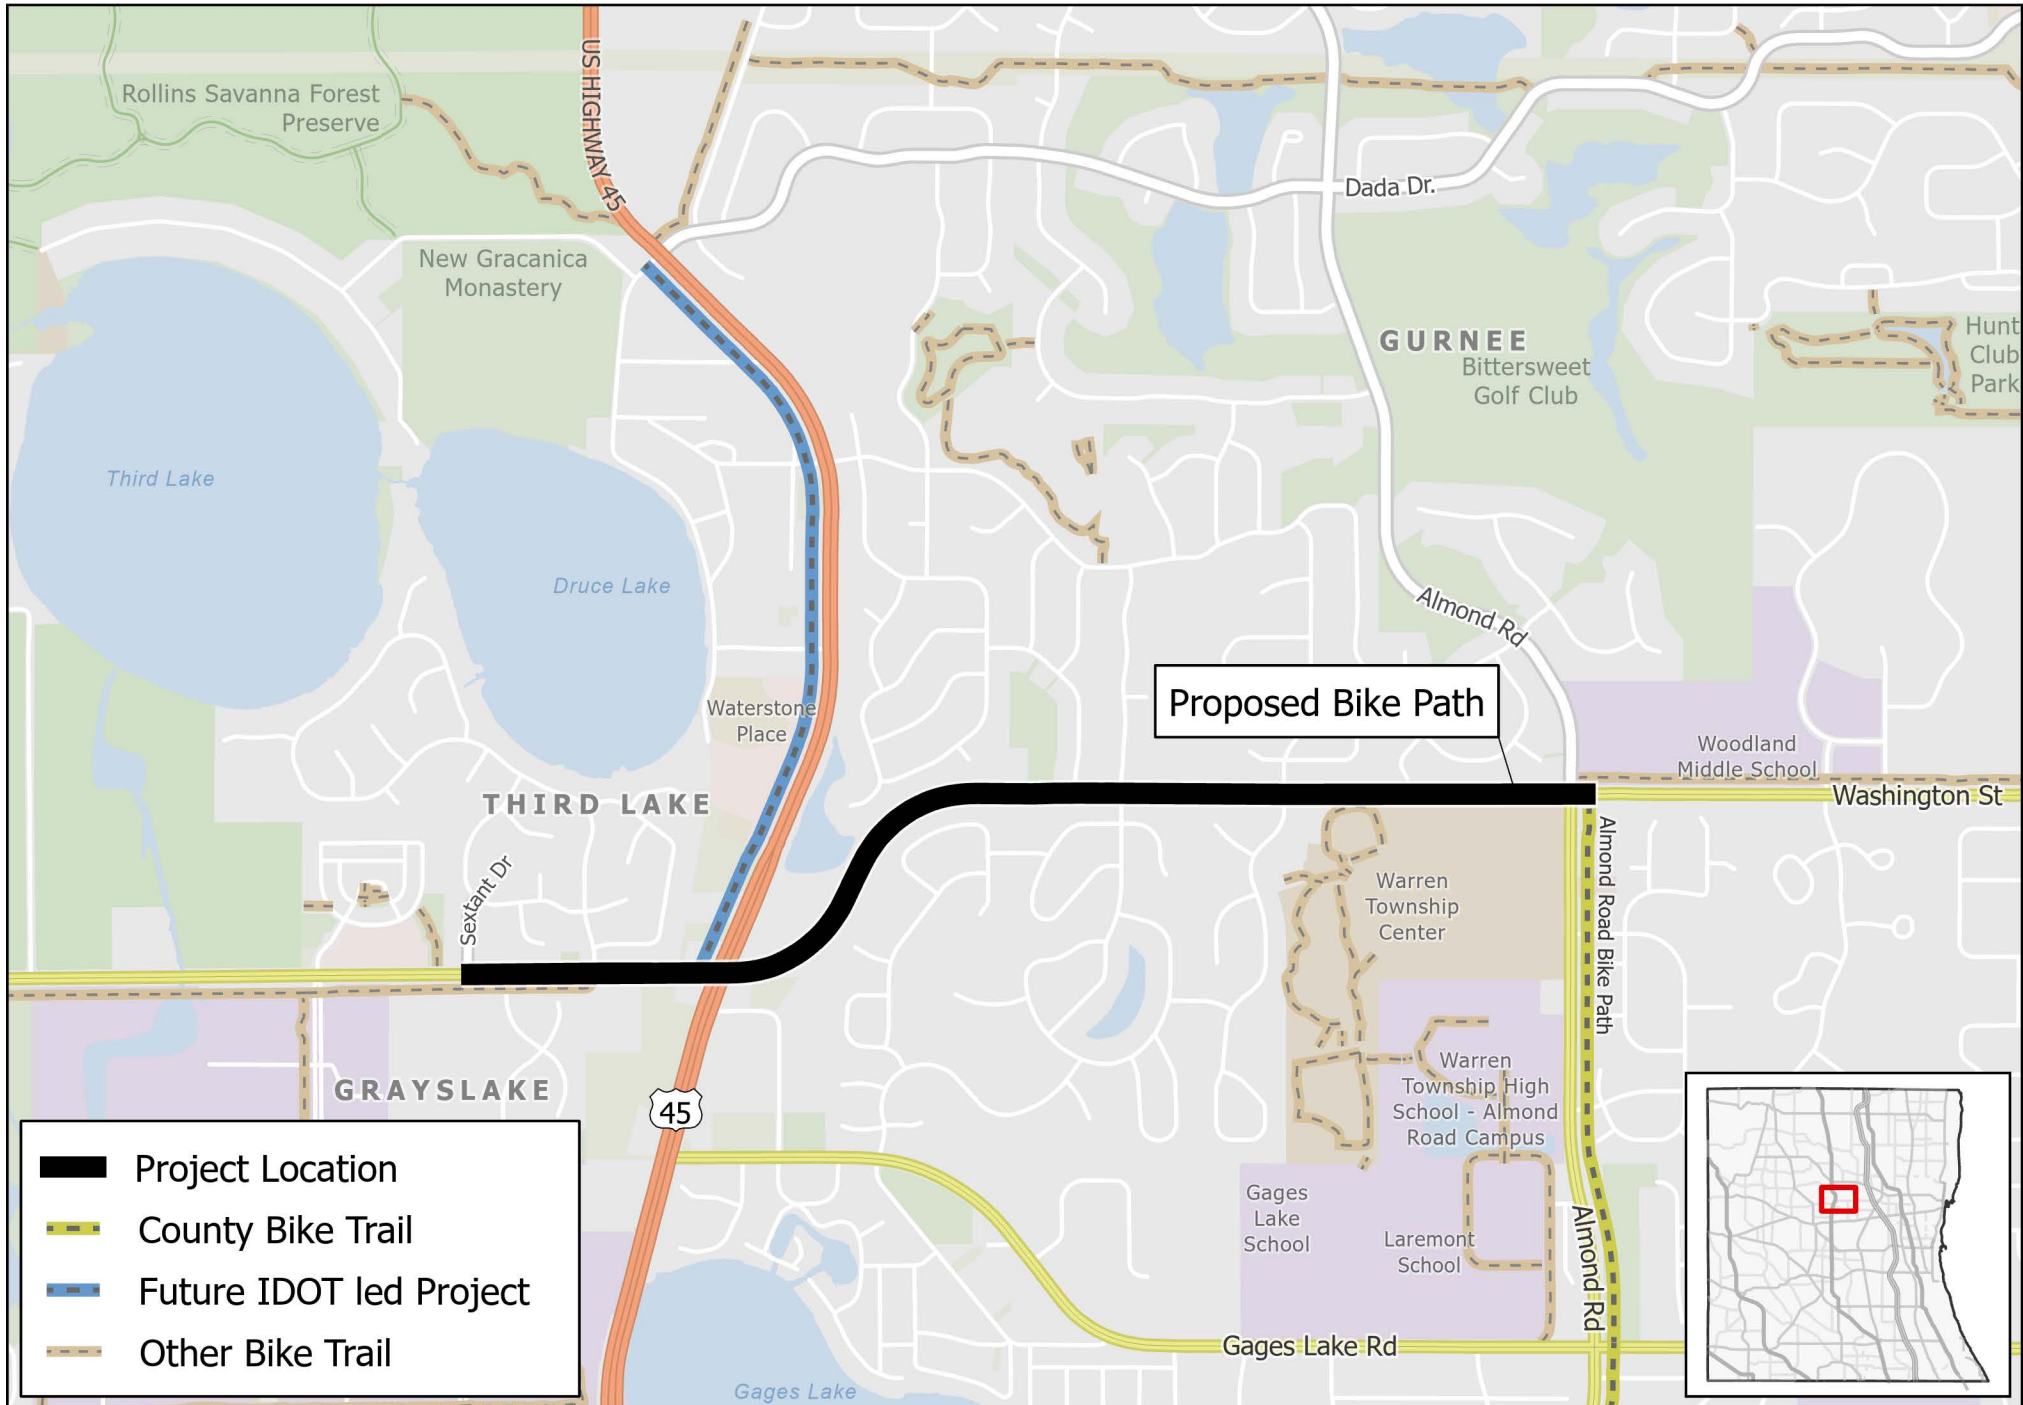 Rollins Savanna Forest
Preserve
US HIGHWAY 45
New Gracanica
Monastery
Dada Dr.
GURNEE
Bittersweet
Golf Club
Hunt
Club
Park
Third Lake
Druce Lake
Almond Rd
Waterstone
Place
Proposed Bike Path
Woodland
Middle School
Washington St
THIRD LAKE
Sextant Dr
Almond Road Bike Path
Warren
Township
Center
GRAYSLAKE
45
Warren
Township High
School - Almond
Road Campus
Gages
Lake
School
Laremont
School
Almond Rd
Gages Lake Rd
Gages Lake
Project Location
County Bike Trail
Future IDOT led Project
Other Bike Trail